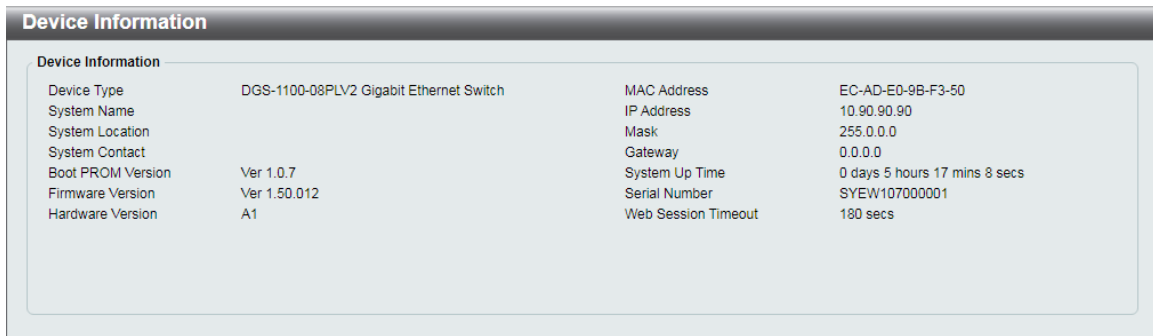 Device Information
Device Information
Device Type DGS-1100-08PLV2 Gigabit Ethernet Switch MAC Address EC-AD-E0-9B-F3-50
System Name IP Address 10.90.90.90
System Location Mask 255.0.0.0
System Contact Gateway 0.0.0.0
Boot PROM Version Ver 1.0.7 System Up Time 0 days 5 hours 17 mins 8 secs
Firmware Version Ver 1.50.012 Serial Number SYEW107000001
Hardware Version A1 Web Session Timeout 180 secs